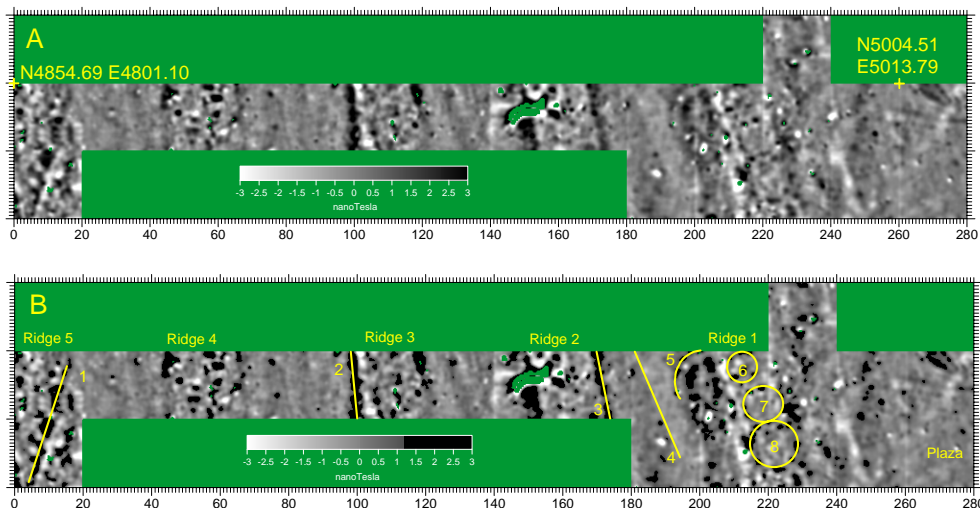 A
N4854.69 E4801.10
N5004.51
E5013.79
-3 -2.5 -2 -1.5 -1 -0.5 0 0.5 1 1.5 2 2.5 3
nanoTesla
0 20 40 60 80 100 120 140 160 180 200 220 240 260 280
B
Ridge 5 Ridge 4 Ridge 3 Ridge 2 Ridge 1
1 2 3 4 5 6 7 8
Plaza
-3 -2.5 -2 -1.5 -1 -0.5 0 0.5 1 1.5 2 2.5 3
nanoTesla
0 20 40 60 80 100 120 140 160 180 200 220 240 260 280